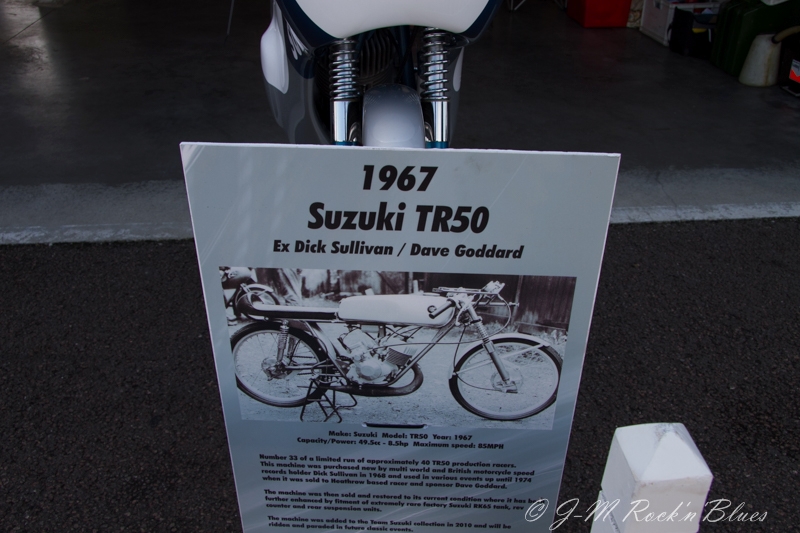 1967
Suzuki TR50
Ex Dick Sullivan / Dave Goddard
Make: Suzuki Model: TR50 Year: 1967
Capacity/Power: 49.5cc - 8.5hp Maximum speed: 85MPH
Number 33 of a limited run of approximately 40 TR50 production racers.
This machine was purchased new by multi world and British motorcycle speed
records holder Dick Sullivan in 1968 and used in various events up until 1974
when it was sold to Heathrow based racer and sponsor Dave Goddard.
The machine was then sold and restored to its current condition where it has
further enhanced by fitment of extremely rare factory Suzuki RK65 tank,
counter and rear suspension units.
The machine was added to the Team Suzuki collection in 2010 and will be
ridden and paraded in future classic events.
© J-M Rock'n'Blues